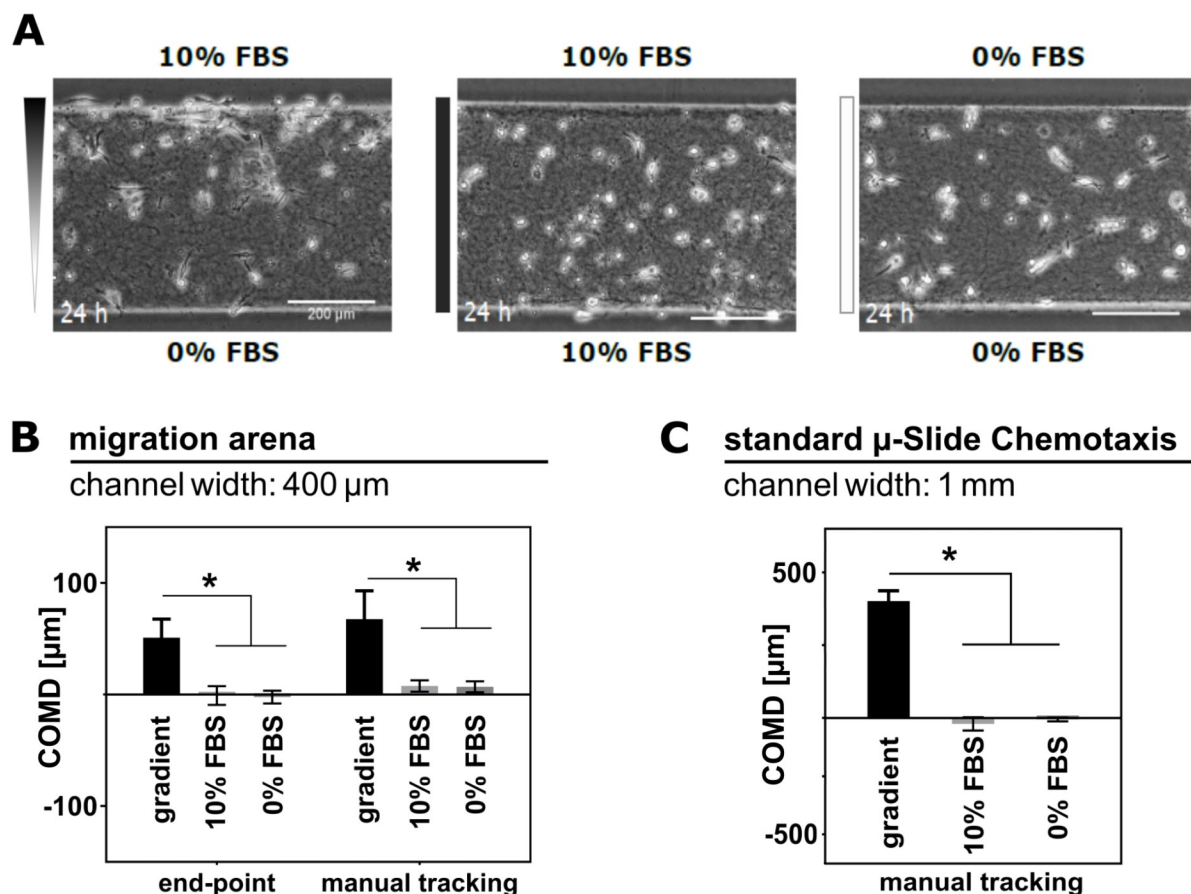 A
10% FBS
10% FBS
0% FBS
24 h
200 µm
24 h
24 h
0% FBS
10% FBS
0% FBS
B migration arena
channel width: 400 µm
COMD [µm]
100
-100
*
*
gradient
10% FBS
0% FBS
gradient
10% FBS
0% FBS
end-point
manual tracking
C standard µ-Slide Chemotaxis
channel width: 1 mm
COMD [µm]
500
-500
*
gradient
10% FBS
0% FBS
manual tracking